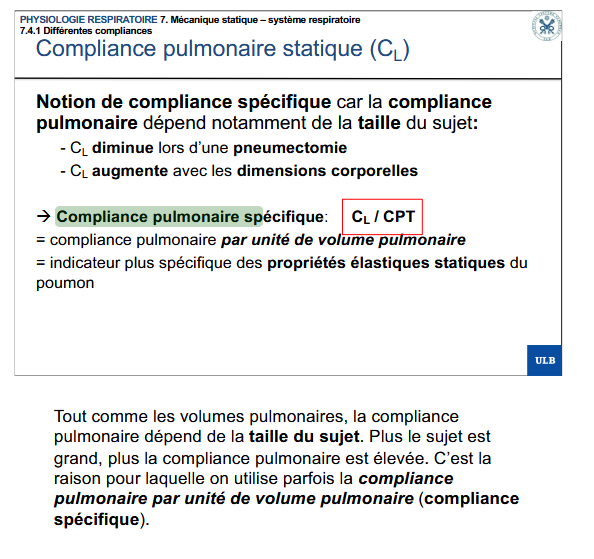 PHYSIOLOGIE RESPIRATOIRE 7. Mécanique statique – système respiratoire
7.4.1 Différentes compliances
Compliance pulmonaire statique (CL)
Notion de compliance spécifique car la compliance
pulmonaire dépend notamment de la taille du sujet:
- CL diminue lors d'une pneumectomie
- CL augmente avec les dimensions corporelles
→ Compliance pulmonaire spécifique: CL / CPT
= compliance pulmonaire par unité de volume pulmonaire
= indicateur plus spécifique des propriétés élastiques statiques du
poumon
ULB
Tout comme les volumes pulmonaires, la compliance
pulmonaire dépend de la taille du sujet. Plus le sujet est
grand, plus la compliance pulmonaire est élevée. C'est la
raison pour laquelle on utilise parfois la compliance
pulmonaire par unité de volume pulmonaire (compliance
spécifique).